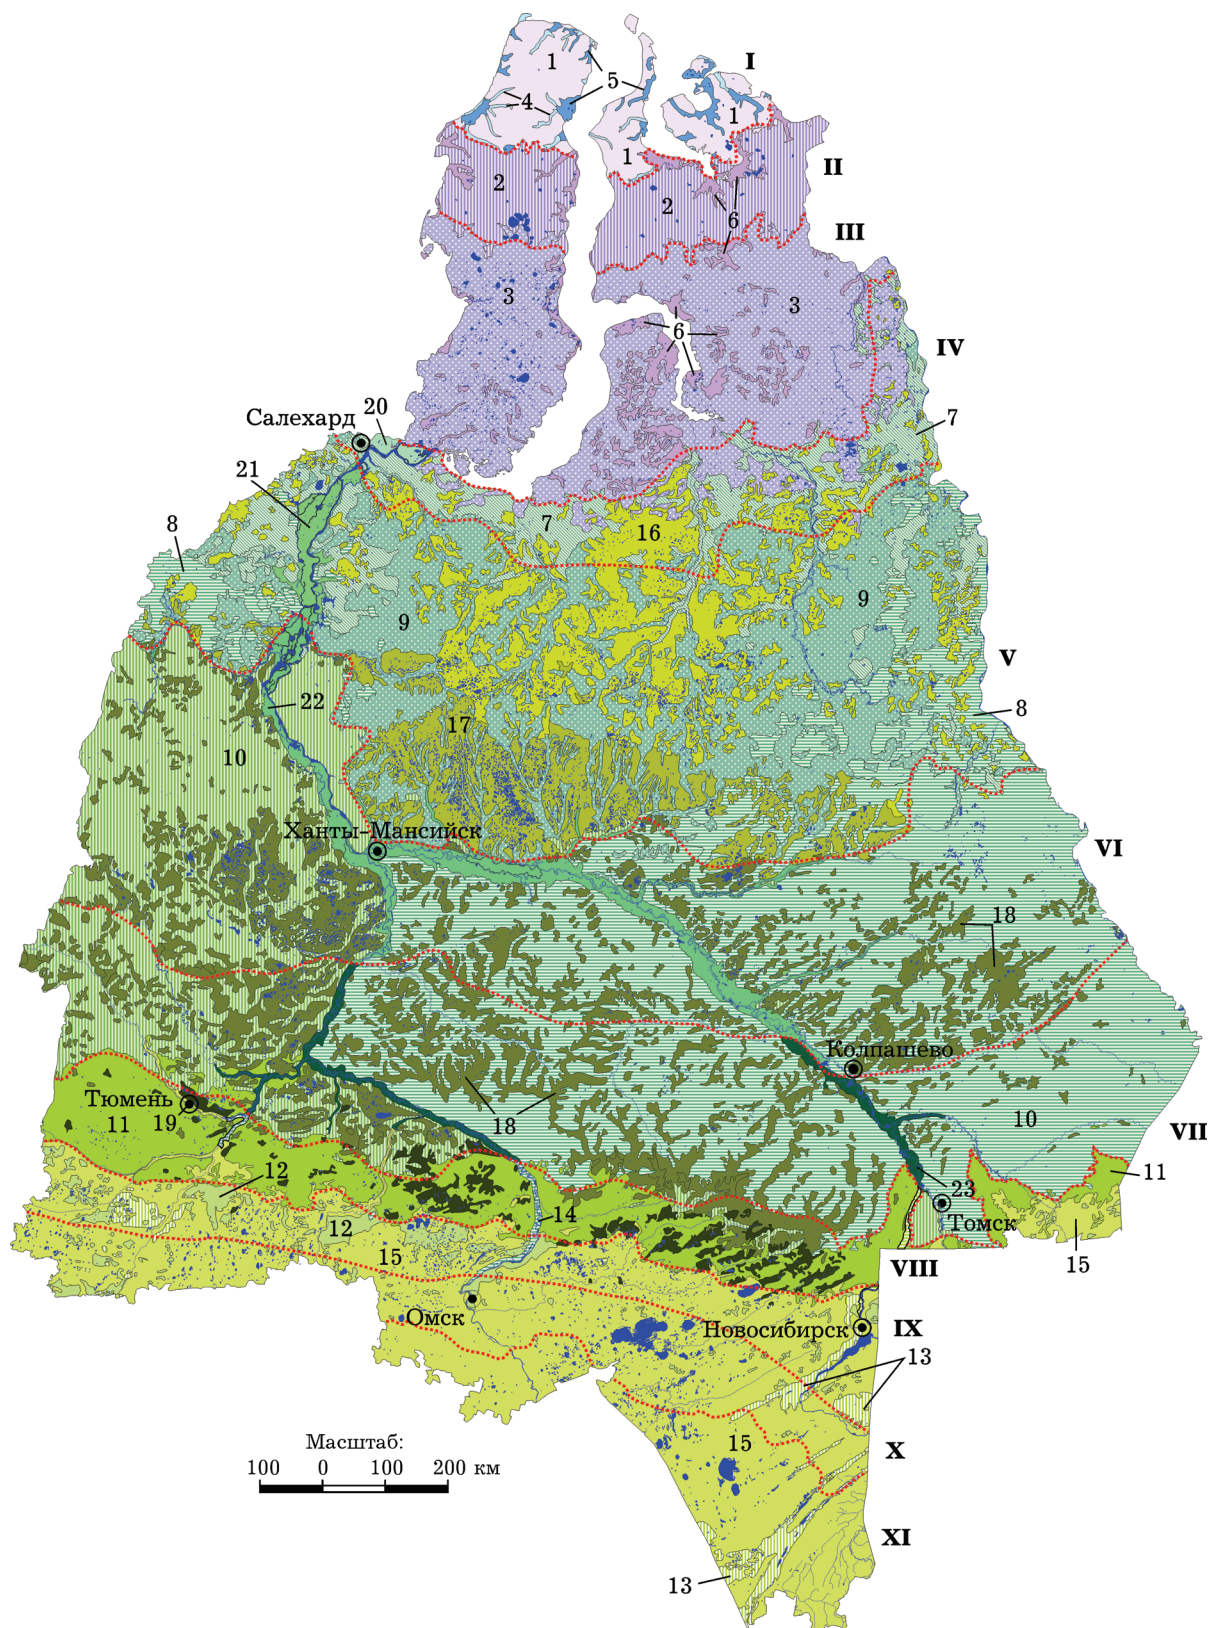 1
I
5
4
1
1
II
2
2
6
III
3
3
6
IV
20
Салехард
7
21
8
7
16
9
9
V
22
8
17
10
Ханты-Мансийск
VI
18
Колпашево
Тюмень
19
11
18
10
VII
12
11
23
14
12
Томск
15
15
VIII
Омск
Новосибирск
IX
13
Масштаб:
15
X
100 0 100 200 км
XI
13